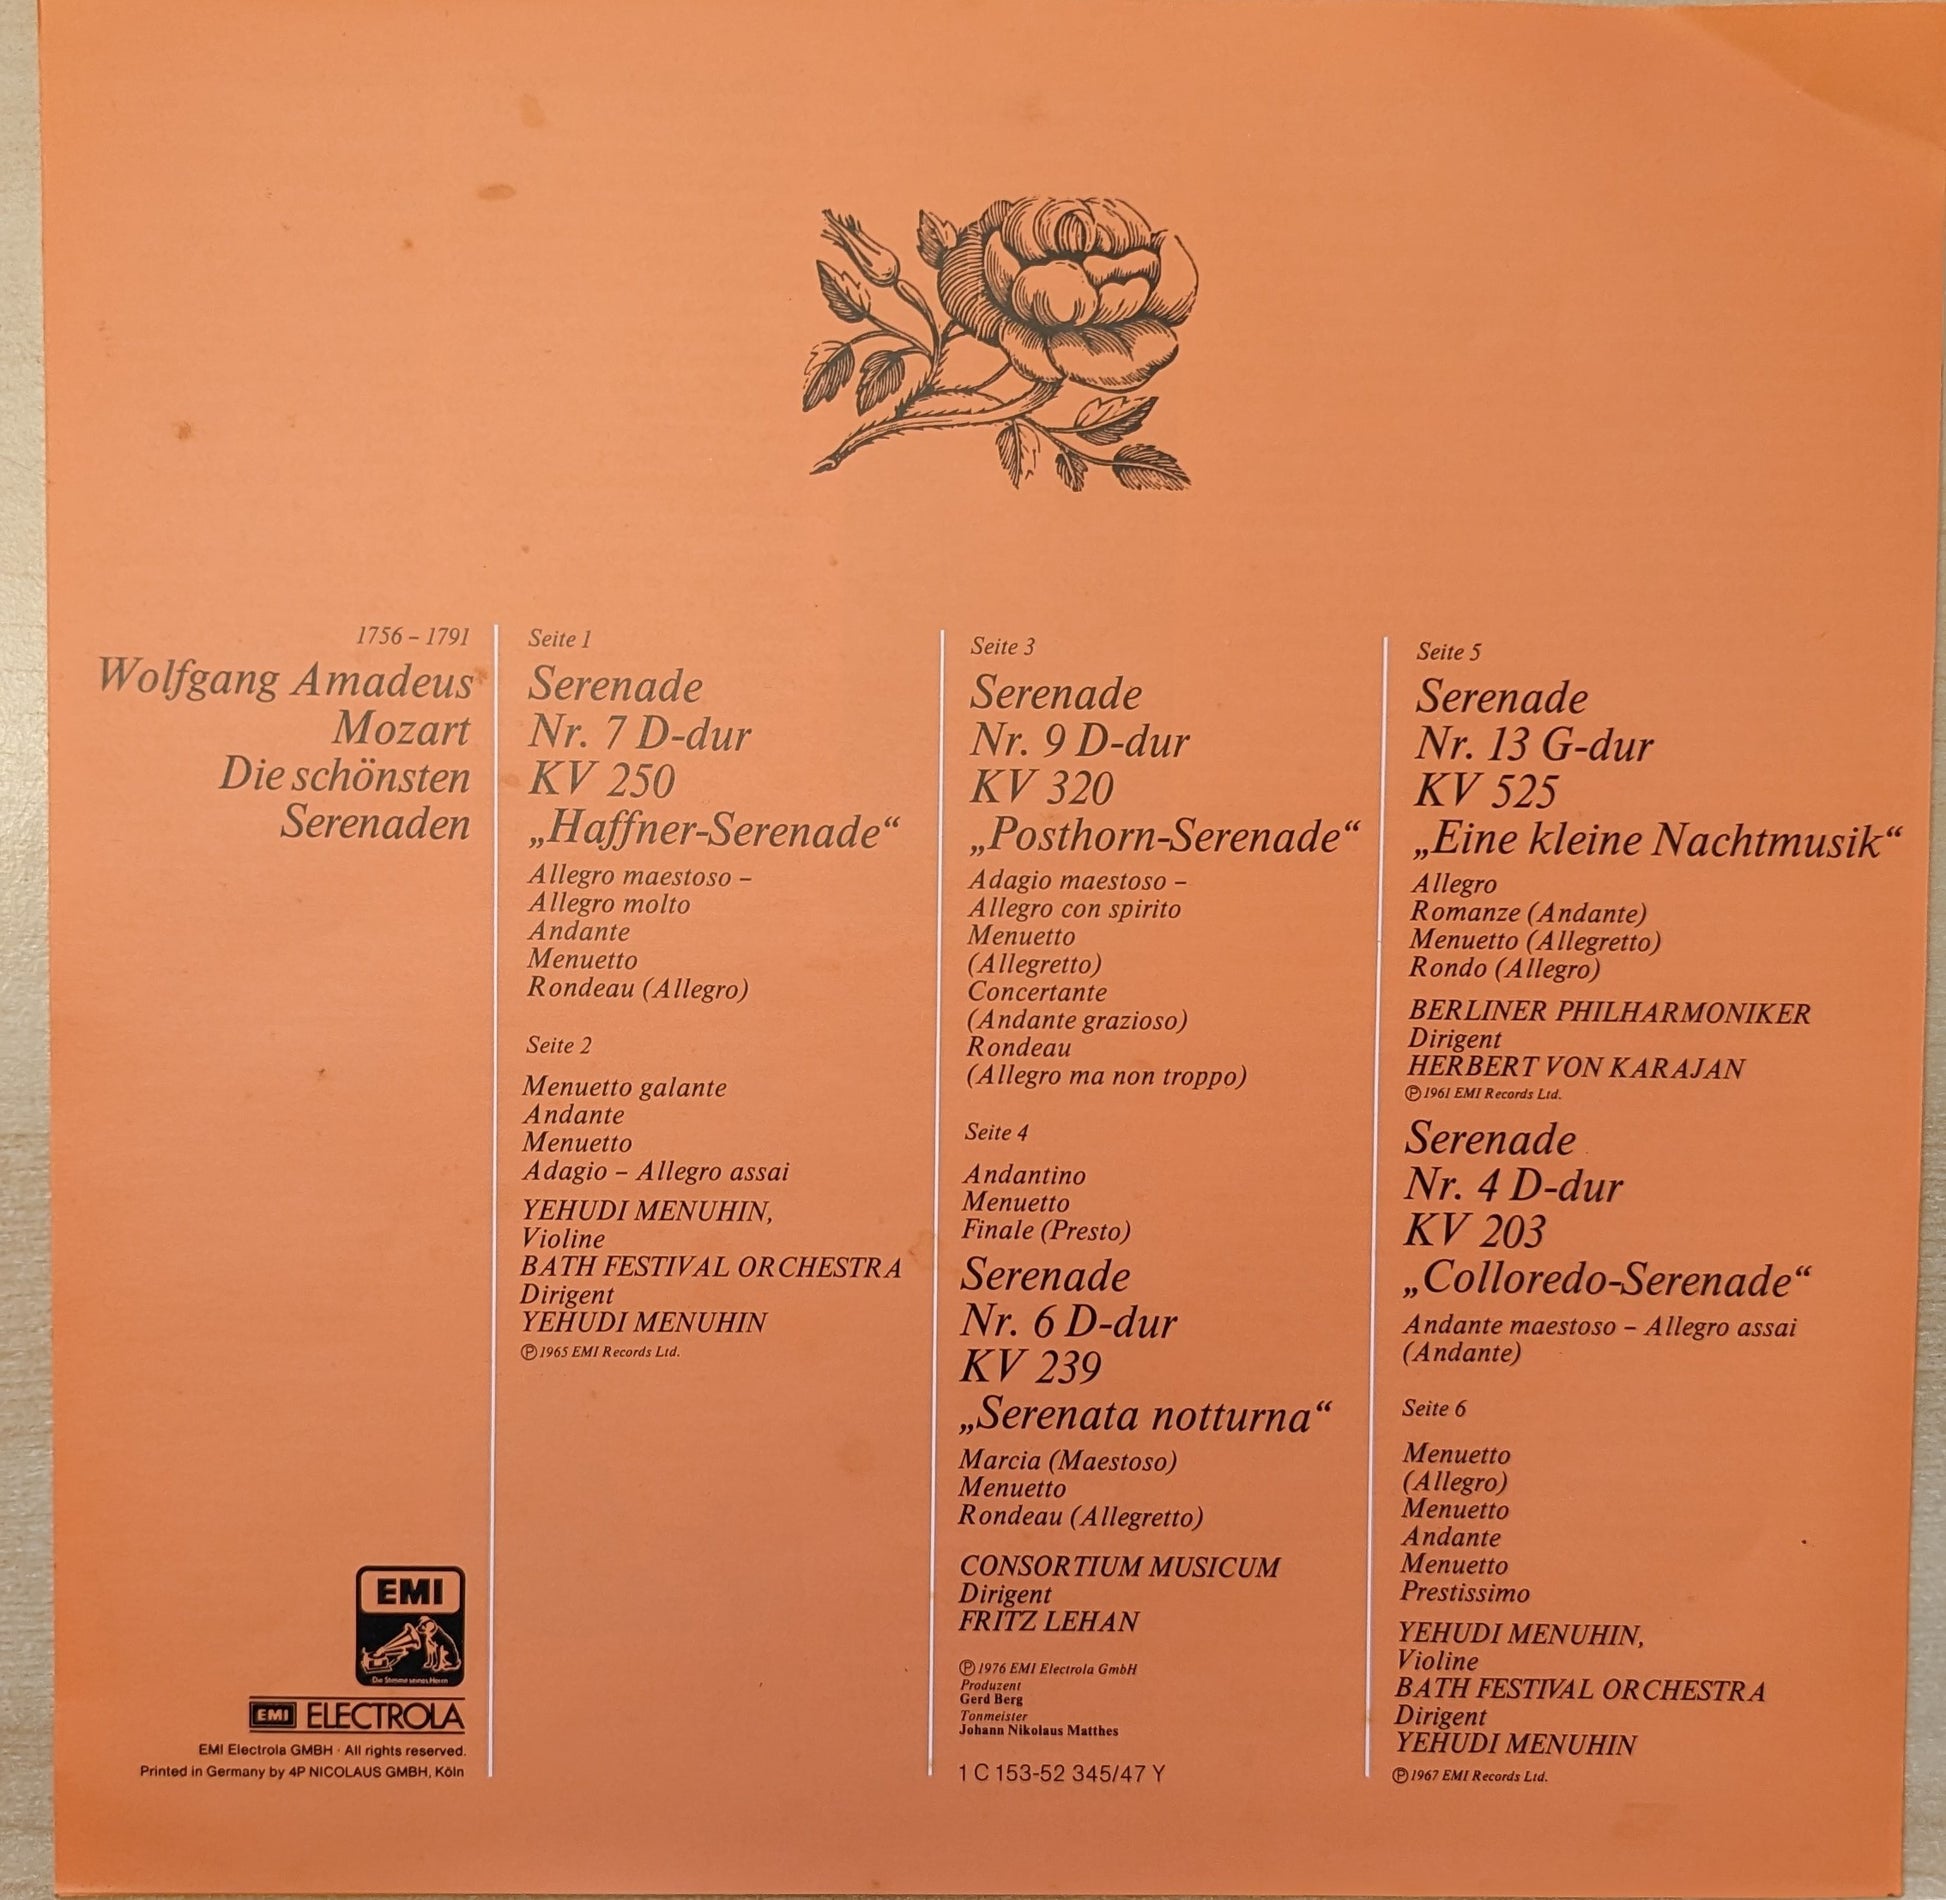 1756 – 1791
Wolfgang Amadeus
Mozart
Die schönsten
Serenaden
EMI
Die Stimme seines Herrn
EMI ELECTROLA
EMI Electrola GMBH · All rights reserved.
Printed in Germany by 4P NICOLAUS GMBH, Köln
Seite 1
Serenade
Nr. 7 D-dur
KV 250
„Haffner-Serenade“
Allegro maestoso –
Allegro molto
Andante
Menuetto
Rondeau (Allegro)
Seite 2
Menuetto galante
Andante
Menuetto
Adagio – Allegro assai
YEHUDI MENUHIN,
Violine
BATH FESTIVAL ORCHESTRA
Dirigent
YEHUDI MENUHIN
℗ 1965 EMI Records Ltd.
Seite 3
Serenade
Nr. 9 D-dur
KV 320
„Posthorn-Serenade“
Adagio maestoso –
Allegro con spirito
Menuetto
(Allegretto)
Concertante
(Andante grazioso)
Rondeau
(Allegro ma non troppo)
Seite 4
Andantino
Menuetto
Finale (Presto)
Serenade
Nr. 6 D-dur
KV 239
„Serenata notturna“
Marcia (Maestoso)
Menuetto
Rondeau (Allegretto)
CONSORTIUM MUSICUM
Dirigent
FRITZ LEHAN
℗ 1976 EMI Electrola GmbH
Produzent
Gerd Berg
Tonmeister
Johann Nikolaus Matthes
1 C 153-52 345/47 Y
Seite 5
Serenade
Nr. 13 G-dur
KV 525
„Eine kleine Nachtmusik“
Allegro
Romanze (Andante)
Menuetto (Allegretto)
Rondo (Allegro)
BERLINER PHILHARMONIKER
Dirigent
HERBERT VON KARAJAN
℗ 1961 EMI Records Ltd.
Serenade
Nr. 4 D-dur
KV 203
„Colloredo-Serenade“
Andante maestoso – Allegro assai
(Andante)
Seite 6
Menuetto
(Allegro)
Menuetto
Andante
Menuetto
Prestissimo
YEHUDI MENUHIN,
Violine
BATH FESTIVAL ORCHESTRA
Dirigent
YEHUDI MENUHIN
℗ 1967 EMI Records Ltd.